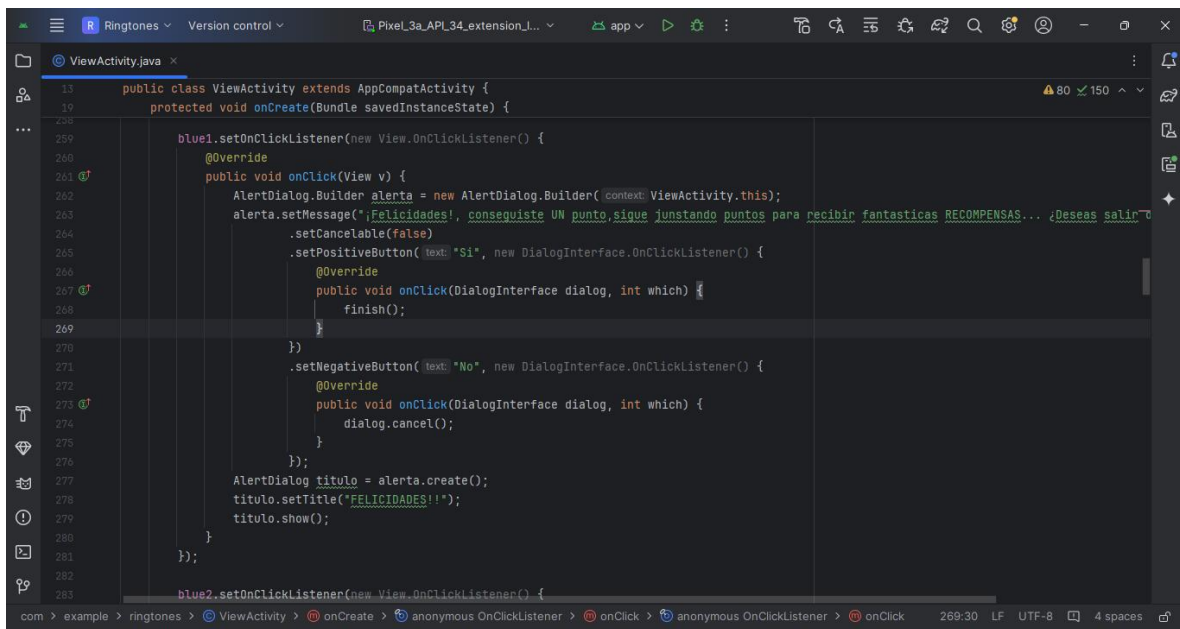 R Ringtones Version control Pixel_3a_API_34_extension_l... app
ViewActivity.java
80 150
13 public class ViewActivity extends AppCompatActivity {
19 protected void onCreate(Bundle savedInstanceState) {
258
259 blue1.setOnClickListener(new View.OnClickListener() {
260 @Override
261 public void onClick(View v) {
262 AlertDialog.Builder alerta = new AlertDialog.Builder( context: ViewActivity.this);
263 alerta.setMessage("¡Felicidades!, conseguiste UN punto,sigue junstando puntos para recibir fantasticas RECOMPENSAS... ¿Deseas salir
264 .setCancelable(false)
265 .setPositiveButton( text: "Si", new DialogInterface.OnClickListener() {
266 @Override
267 public void onClick(DialogInterface dialog, int which) {
268 finish();
269 }
270 })
271 .setNegativeButton( text: "No", new DialogInterface.OnClickListener() {
272 @Override
273 public void onClick(DialogInterface dialog, int which) {
274 dialog.cancel();
275 }
276 });
277 AlertDialog titulo = alerta.create();
278 titulo.setTitle("FELICIDADES!!");
279 titulo.show();
280 }
281 });
282
283 blue2.setOnClickListener(new View.OnClickListener() {
com > example > ringtones > ViewActivity > onCreate > anonymous OnClickListener > onClick > anonymous OnClickListener > onClick 269:30 LF UTF-8 4 spaces